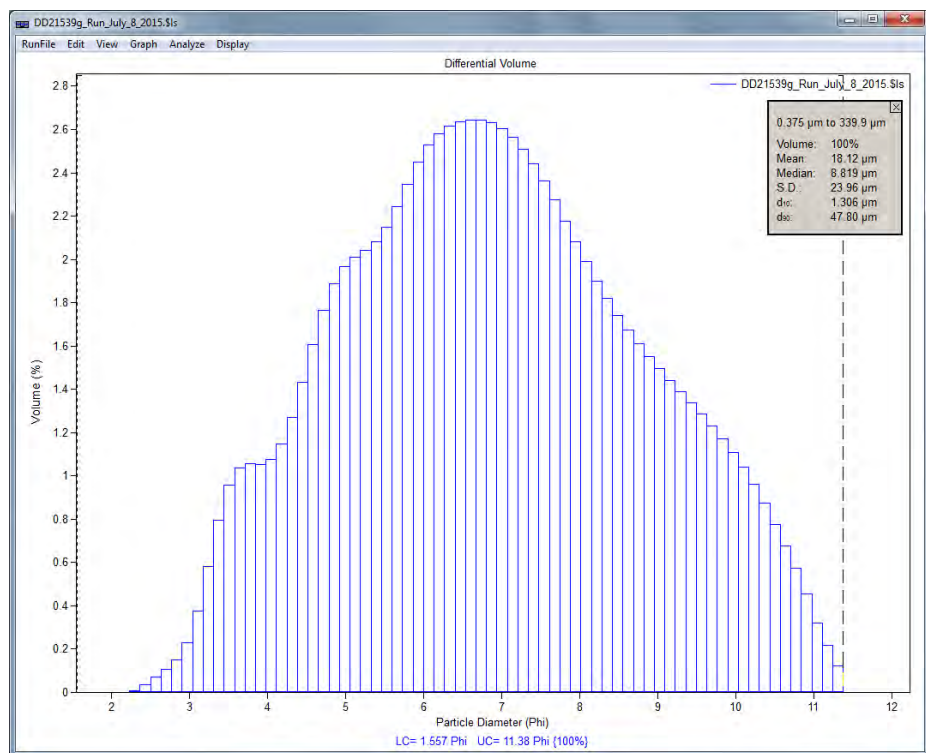 DD21539g_Run_July_8_2015.$ls
RunFile Edit View Graph Analyze Display
Differential Volume
DD21539g_Run_July_8_2015.$ls
0.375 µm to 339.9 µm
Volume: 100%
Mean: 18.12 µm
Median: 8.819 µm
S.D.: 23.96 µm
d₁₀: 1.306 µm
d₉₀: 47.80 µm
Volume (%)
2.8
2.6
2.4
2.2
2
1.8
1.6
1.4
1.2
1
0.8
0.6
0.4
0.2
0
2 3 4 5 6 7 8 9 10 11 12
Particle Diameter (Phi)
LC= 1.557 Phi UC= 11.38 Phi {100%}